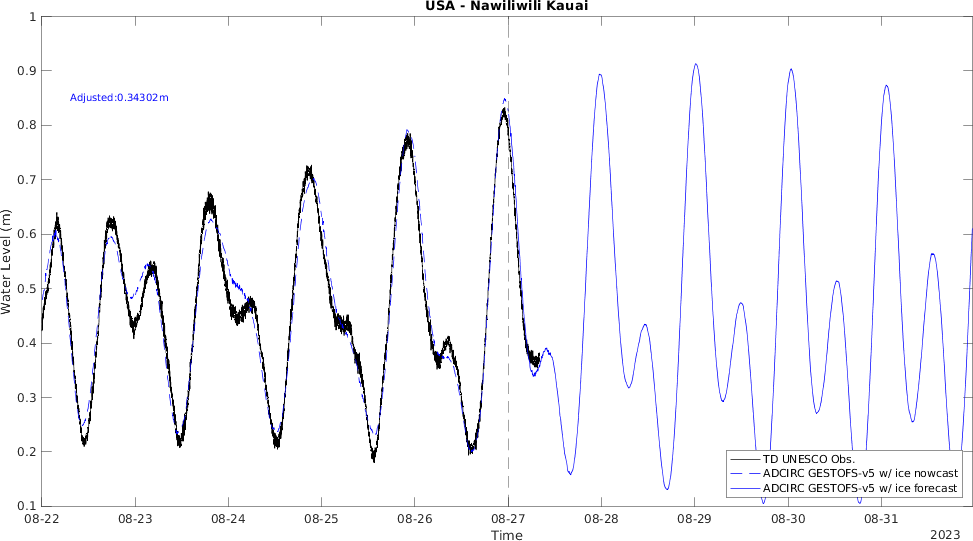 USA - Nawiliwili Kauai
1
0.9
0.8
0.7
0.6
0.5
0.4
0.3
0.2
0.1
Water Level (m)
Adjusted:0.34302m
TD UNESCO Obs.
ADCIRC GESTOFS-v5 w/ ice nowcast
ADCIRC GESTOFS-v5 w/ ice forecast
08-22 08-23 08-24 08-25 08-26 08-27 08-28 08-29 08-30 08-31
Time
2023